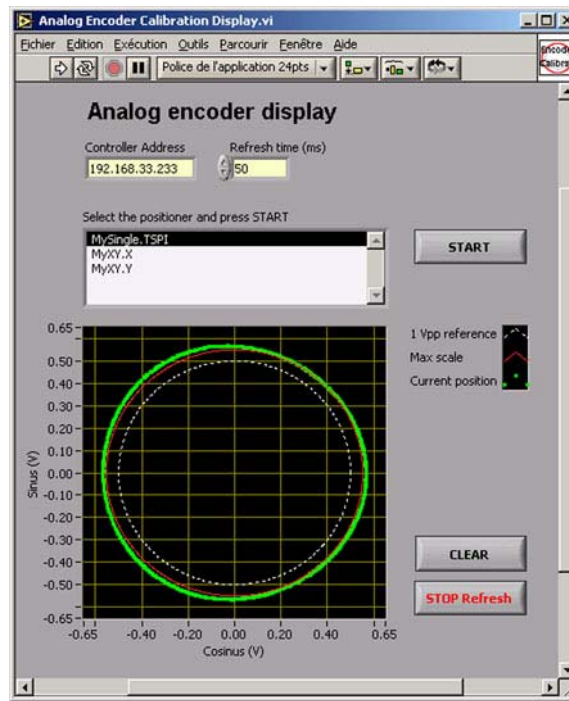 Analog Encoder Calibration Display.vi
Fichier Edition Exécution Outils Parcourir Fenêtre Aide
Police de l'application 24pts
Analog encoder display
Controller Address
Refresh time (ms)
192.168.33.233
50
Select the positioner and press START
MySingle.TSPI
MyXY.X
MyXY.Y
START
0.65
0.50
0.40
0.30
0.20
0.10
0.00
-0.10
-0.20
-0.30
-0.40
-0.50
-0.65
Sinus (V)
-0.65 -0.40 -0.20 0.00 0.20 0.40 0.65
Cosinus (V)
1 Vpp reference
Max scale
Current position
CLEAR
STOP Refresh